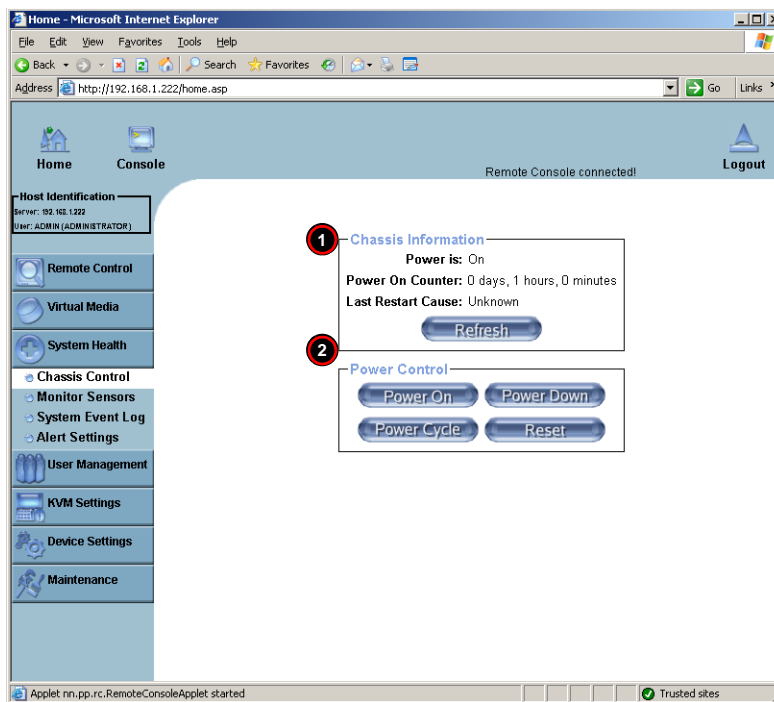 Home - Microsoft Internet Explorer
File Edit View Favorites Tools Help
Back Search Favorites
Address http://192.168.1.222/home.asp Go Links »
Home Console Remote Console connected! Logout
Host Identification
Server: 192.168.1.222
User: ADMIN (ADMINISTRATOR)
Remote Control
Virtual Media
System Health
Chassis Control
Monitor Sensors
System Event Log
Alert Settings
User Management
KVM Settings
Device Settings
Maintenance
1
Chassis Information
Power is: On
Power On Counter: 0 days, 1 hours, 0 minutes
Last Restart Cause: Unknown
Refresh
2
Power Control
Power On Power Down
Power Cycle Reset
Applet nn.pp.rc.RemoteConsoleApplet started Trusted sites